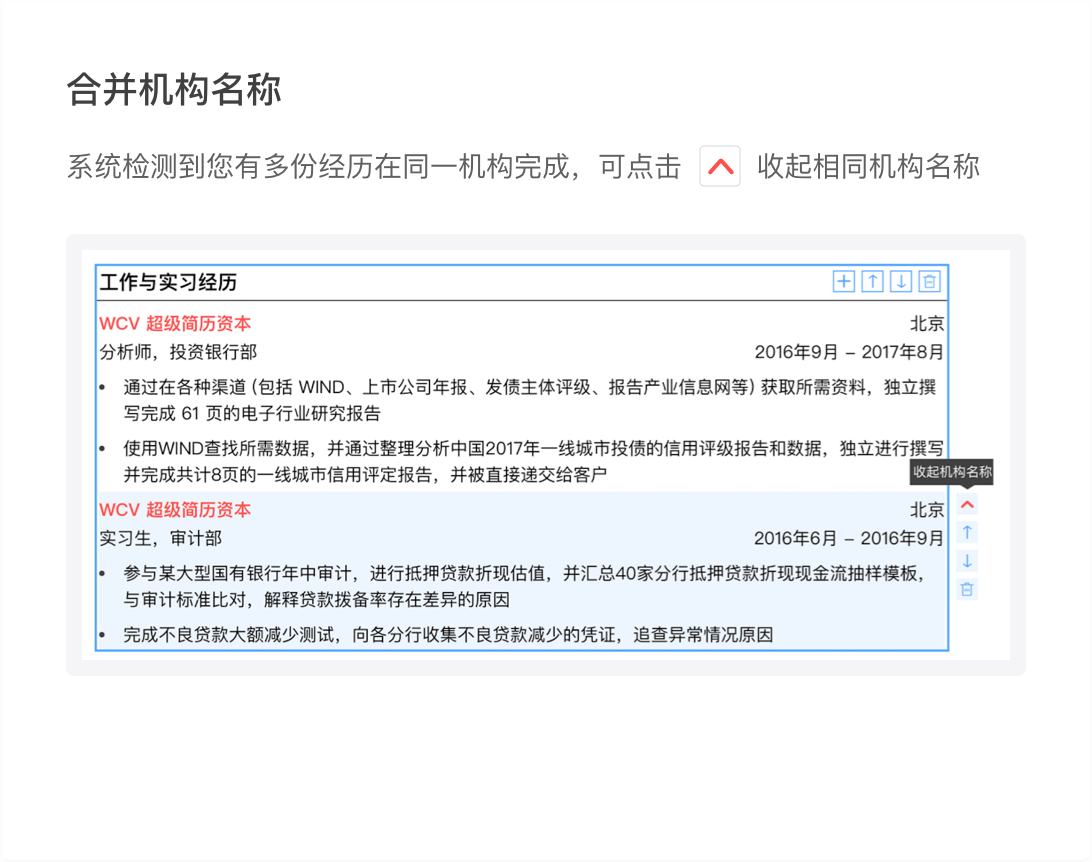 合并机构名称
系统检测到您有多份经历在同一机构完成，可点击 收起相同机构名称
工作与实习经历
WCV 超级简历资本 北京
分析师，投资银行部 2016年9月 – 2017年8月
• 通过在各种渠道 (包括 WIND、上市公司年报、发债主体评级、报告产业信息网等) 获取所需资料，独立撰
写完成 61 页的电子行业研究报告
• 使用WIND查找所需数据，并通过整理分析中国2017年一线城市投债的信用评级报告和数据，独立进行撰写
并完成共计8页的一线城市信用评定报告，并被直接递交给客户
收起机构名称
WCV 超级简历资本 北京
实习生，审计部 2016年6月 – 2016年9月
• 参与某大型国有银行年中审计，进行抵押贷款折现估值，并汇总40家分行抵押贷款折现现金流抽样模板，
与审计标准比对，解释贷款拨备率存在差异的原因
• 完成不良贷款大额减少测试，向各分行收集不良贷款减少的凭证，追查异常情况原因